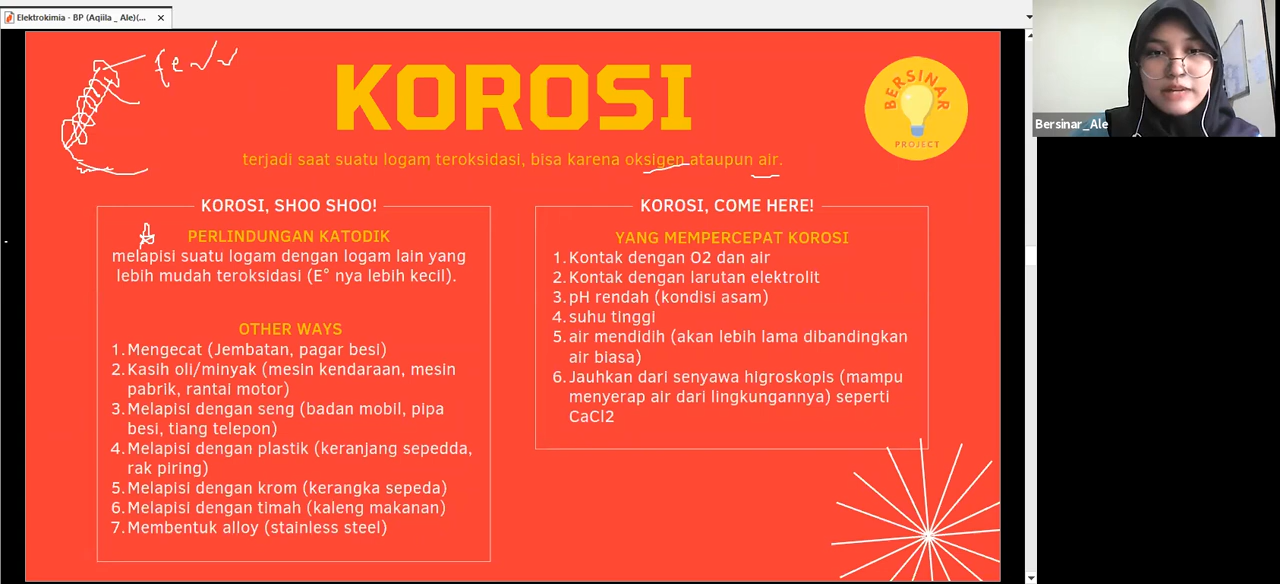 Elektrokimia - BP (Aqiila _ Ale)(...
KOROSI
BERSINAR
PROJECT
terjadi saat suatu logam teroksidasi, bisa karena oksigen ataupun air.
KOROSI, SHOO SHOO!
PERLINDUNGAN KATODIK
melapisi suatu logam dengan logam lain yang
lebih mudah teroksidasi (E° nya lebih kecil).
OTHER WAYS
1. Mengecat (Jembatan, pagar besi)
2. Kasih oli/minyak (mesin kendaraan, mesin
pabrik, rantai motor)
3. Melapisi dengan seng (badan mobil, pipa
besi, tiang telepon)
4. Melapisi dengan plastik (keranjang sepedda,
rak piring)
5. Melapisi dengan krom (kerangka sepeda)
6. Melapisi dengan timah (kaleng makanan)
7. Membentuk alloy (stainless steel)
KOROSI, COME HERE!
YANG MEMPERCEPAT KOROSI
1. Kontak dengan O2 dan air
2. Kontak dengan larutan elektrolit
3. pH rendah (kondisi asam)
4. suhu tinggi
5. air mendidih (akan lebih lama dibandingkan
air biasa)
6. Jauhkan dari senyawa higroskopis (mampu
menyerap air dari lingkungannya) seperti
CaCl2
Bersinar_Ale